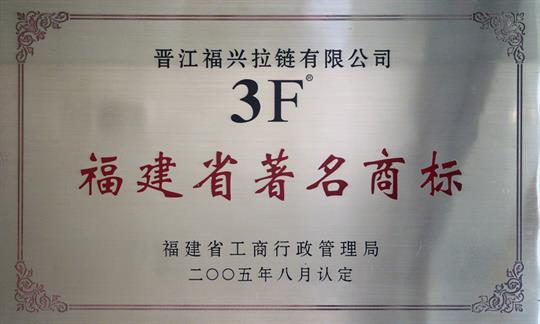 晋江福兴拉链有限公司
3F®
福建省著名商标
福建省工商行政管理局
二〇〇五年八月认定